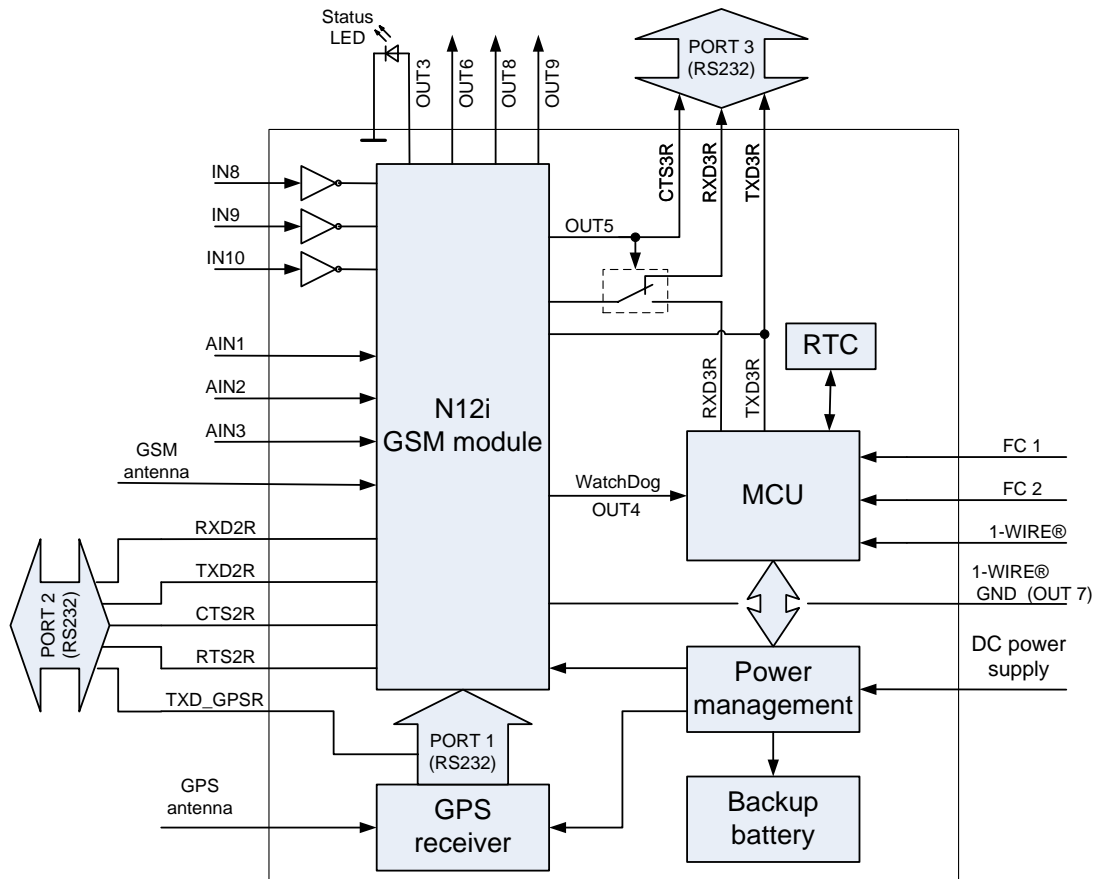 Status
LED
OUT3
OUT6
OUT8
OUT9
PORT 3
(RS232)
CTS3R
RXD3R
TXD3R
IN8
IN9
IN10
OUT5
AIN1
AIN2
AIN3
GSM
antenna
N12i
GSM module
RXD3R
TXD3R
RTC
WatchDog
OUT4
MCU
FC 1
FC 2
1-WIRE®
1-WIRE®
GND (OUT 7)
RXD2R
TXD2R
CTS2R
RTS2R
TXD_GPSR
PORT 2
(RS232)
DC power
supply
Power
management
PORT 1
(RS232)
GPS
antenna
GPS
receiver
Backup
battery